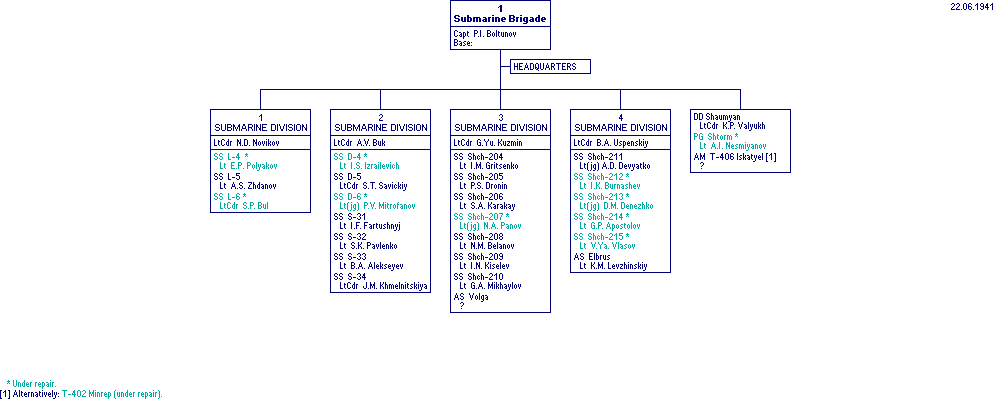 22.06.1941
1
Submarine Brigade
Capt P.I. Boltunov
Base:
HEADQUARTERS
1
SUBMARINE DIVISION
LtCdr N.D. Novikov
SS L-4 *
Lt E.P. Polyakov
SS L-5
Lt A.S. Zhdanov
SS L-6 *
LtCdr S.P. Bul
2
SUBMARINE DIVISION
LtCdr A.V. Buk
SS D-4 *
Lt I.S. Izrailevich
SS D-5
LtCdr S.T. Savickiy
SS D-6 *
Lt(jg) P.V. Mitrofanov
SS S-31
Lt I.F. Fartushnyj
SS S-32
Lt S.K. Pavlenko
SS S-33
Lt B.A. Alekseyev
SS S-34
LtCdr J.M. Khmelnitskiya
3
SUBMARINE DIVISION
LtCdr G.Yu. Kuzmin
SS Shch-204
Lt I.M. Gritsenko
SS Shch-205
Lt P.S. Dronin
SS Shch-206
Lt S.A. Karakay
SS Shch-207 *
Lt(jg) N.A. Panov
SS Shch-208
Lt N.M. Belanov
SS Shch-209
Lt I.N. Kiselev
SS Shch-210
Lt G.A. Mikhaylov
AS Volga
?
4
SUBMARINE DIVISION
LtCdr B.A. Uspenskiy
SS Shch-211
Lt(jg) A.D. Devyatko
SS Shch-212 *
Lt I.K. Burnashev
SS Shch-213 *
Lt(jg) D.M. Denezhko
SS Shch-214 *
Lt G.P. Apostolov
SS Shch-215 *
Lt V.Ya. Vlasov
AS Elbrus
Lt K.M. Levzhinskiy
DD Shaumyan
LtCdr K.P. Valyukh
PG Shtorm *
Lt A.I. Nesmiyanov
AM T-406 Iskatyel [1]
?
* Under repair.
[1] Alternatively: T-402 Minrep (under repair).